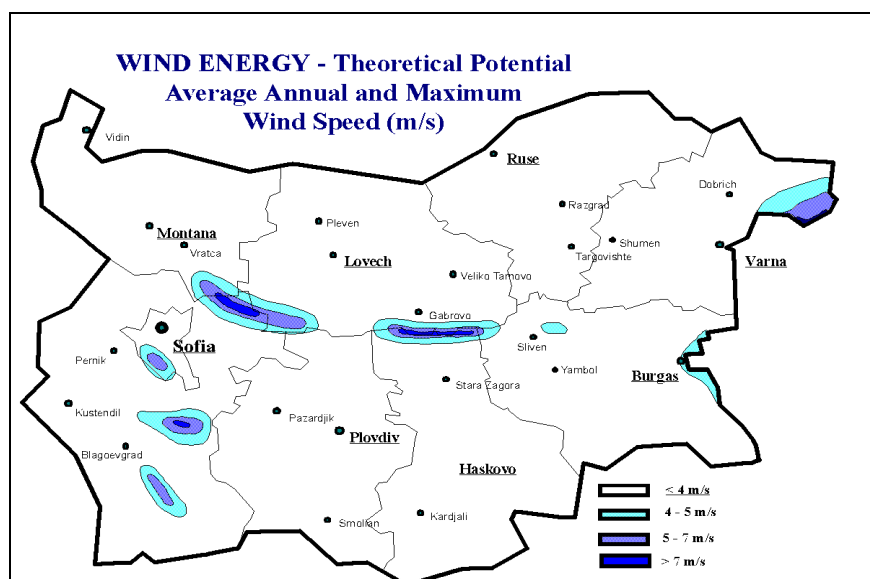 WIND ENERGY - Theoretical Potential
Average Annual and Maximum
Wind Speed (m/s)
Vidin
Ruse
Dobrich
Razgrad
Pleven
Montana
Shumen
Vratca
Lovech
Targovishte
Varna
Veliko Tarnovo
Gabrovo
Sofia
Sliven
Pernik
Yambol
Burgas
Stara Zagora
Kustendil
Pazardjik
Plovdiv
Blagoevgrad
Haskovo
< 4 m/s
4 - 5 m/s
Smolian
Kardjali
5 - 7 m/s
> 7 m/s